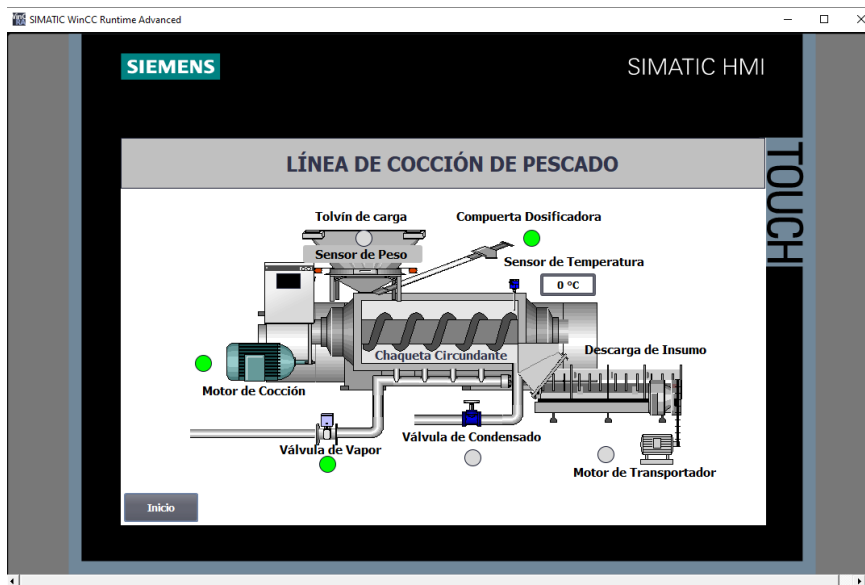 SIMATIC WinCC Runtime Advanced
SIEMENS
SIMATIC HMI
TOUCH
LÍNEA DE COCCIÓN DE PESCADO
Tolvín de carga
Compuerta Dosificadora
Sensor de Peso
Sensor de Temperatura
0 °C
Chaqueta Circundante
Descarga de Insumo
Motor de Cocción
Válvula de Condensado
Válvula de Vapor
Motor de Transportador
Inicio